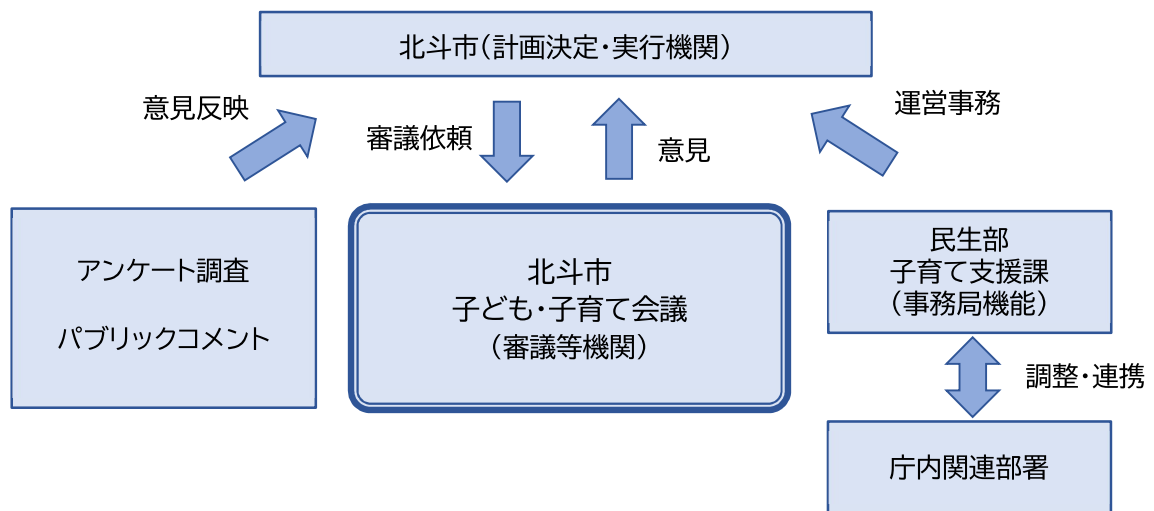 北斗市（計画決定・実行機関）
意見反映
審議依頼
意見
運営事務
アンケート調査
パブリックコメント
北斗市
子ども・子育て会議
（審議等機関）
民生部
子育て支援課
（事務局機能）
調整・連携
庁内関連部署